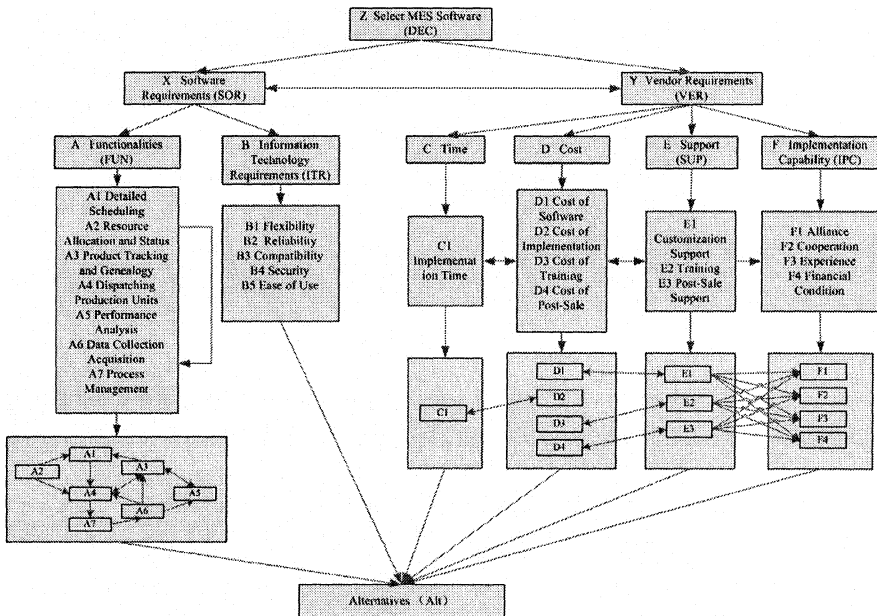 Z Select MES Software
(DEC)
X Software
Requirements (SOR)
Y Vendor Requirements
(VER)
A Functionalities
(FUN)
B Information
Technology
Requirements (ITR)
C Time
D Cost
E Support
(SUP)
F Implementation
Capability (IPC)
A1 Detailed
Scheduling
A2 Resource
Allocation and Status
A3 Product Tracking
and Genealogy
A4 Dispatching
Production Units
A5 Performance
Analysis
A6 Data Collection
Acquisition
A7 Process
Management
B1 Flexibility
B2 Reliability
B3 Compatibility
B4 Security
B5 Ease of Use
C1
Implementat
ion Time
D1 Cost of
Software
D2 Cost of
Implementation
D3 Cost of
Training
D4 Cost of
Post-Sale
E1
Customization
Support
E2 Training
E3 Post-Sale
Support
F1 Alliance
F2 Cooperation
F3 Experience
F4 Financial
Condition
C1
D1
D2
D3
D4
E1
E2
E3
F1
F2
F3
F4
A1
A2
A3
A4
A5
A6
A7
Alternatives （Alt）